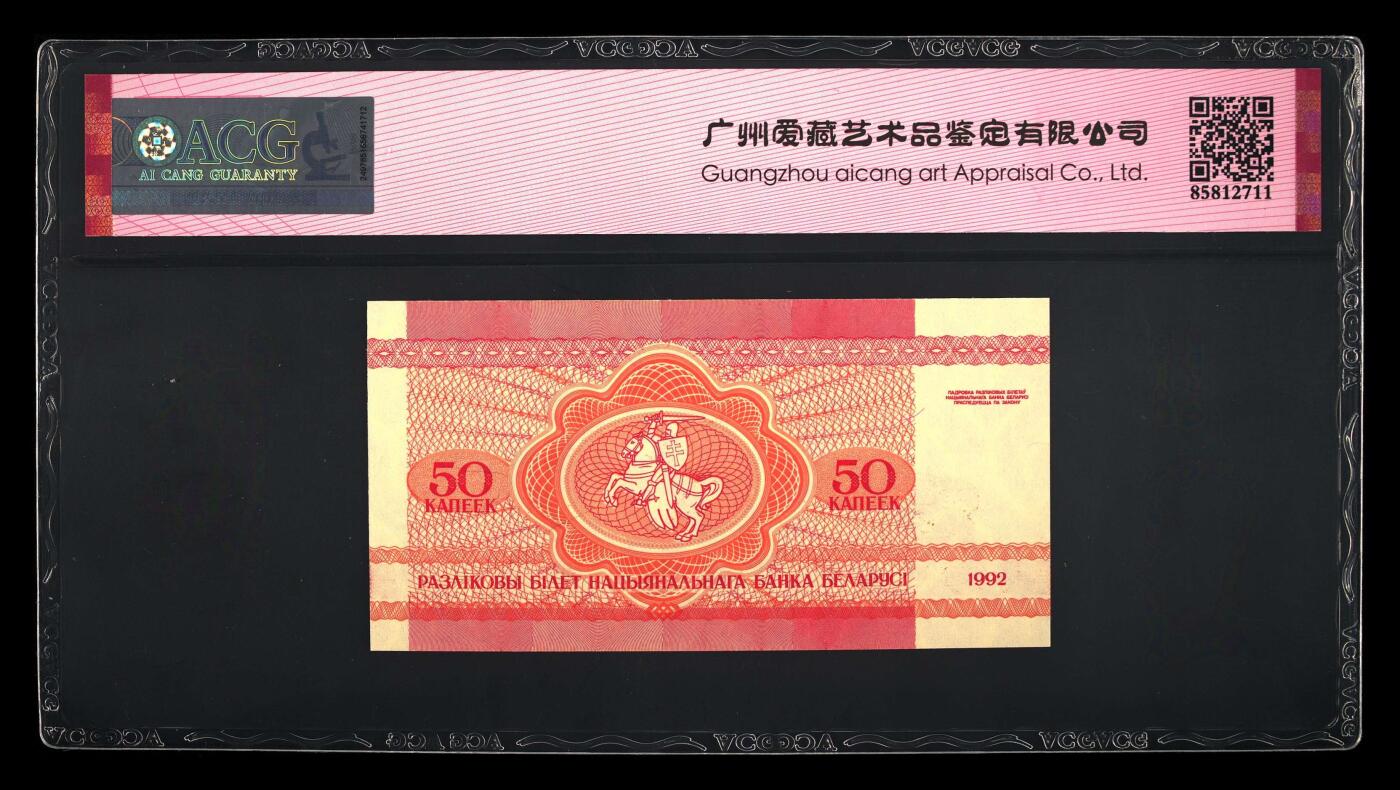 ACG
AI CANG GUARANTY
广州爱藏艺术品鉴定有限公司
Guangzhou aicang art Appraisal Co., Ltd.
85812711
ПАДРОБКА РАЗЛІКОВЫХ БІЛЕТАЎ
НАЦЫЯНАЛЬНАГА БАНКА БЕЛАРУСІ
ПРАСЛЕДУЕЦЦА ПА ЗАКОНУ
50
КАПЕЕК
50
КАПЕЕК
РАЗЛІКОВЫ БІЛЕТ НАЦЫЯНАЛЬНАГА БАНКА БЕЛАРУСІ
1992